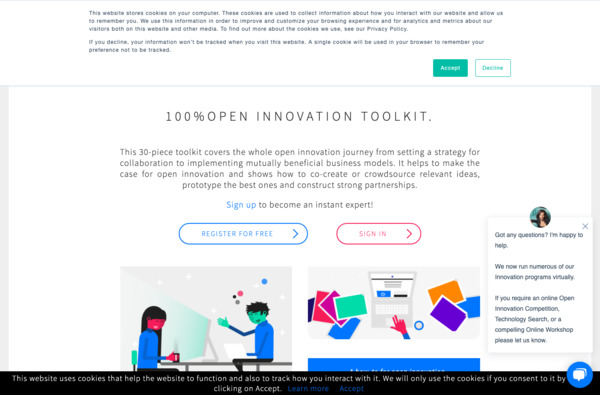 This website stores cookies on your computer. These cookies are used to collect information about how you interact with our website and allow
us to remember you. We use this information in order to improve and customize your browsing experience and for analytics and metrics about our
visitors both on this website and other media. To find out more about the cookies we use, see our Privacy Policy.
If you decline, your information won't be tracked when you visit this website. A single cookie will be used in your browser to remember your
preference not to be tracked.
Accept
Decline
100%OPEN INNOVATION TOOLKIT.
This 30-piece toolkit covers the whole open innovation journey from setting a strategy for
collaboration to implementing mutually beneficial business models. It helps to make the
case for open innovation and shows how to co-create or crowdsource relevant ideas,
prototype the best ones and construct strong partnerships.
Sign up to become an instant expert!
REGISTER FOR FREE
SIGN IN
Got any questions? I'm happy to
help.
We now run numerous of our
Innovation programs virtually.
If you require an online Open
Innovation Competition,
Technology Search, or a
compelling Online Workshop
please let us know.
This website uses cookies that help the website to function and also to track how you interact with it. We will only use the cookies if you consent to it by
clicking on Accept. Learn more Accept